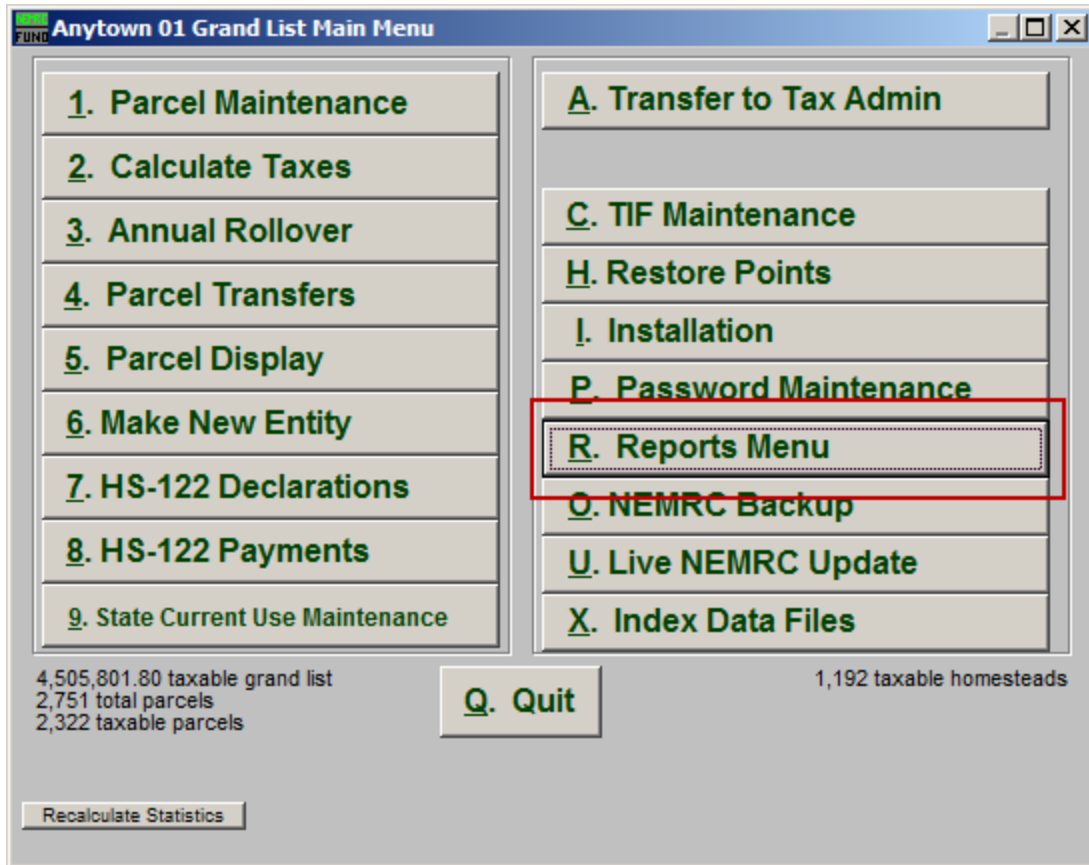 NEMRC
FUND
Anytown 01 Grand List Main Menu
1. Parcel Maintenance
2. Calculate Taxes
3. Annual Rollover
4. Parcel Transfers
5. Parcel Display
6. Make New Entity
7. HS-122 Declarations
8. HS-122 Payments
9. State Current Use Maintenance
A. Transfer to Tax Admin
C. TIF Maintenance
H. Restore Points
I. Installation
P. Password Maintenance
R. Reports Menu
O. NEMRC Backup
U. Live NEMRC Update
X. Index Data Files
4,505,801.80 taxable grand list
2,751 total parcels
2,322 taxable parcels
Q. Quit
1,192 taxable homesteads
Recalculate Statistics